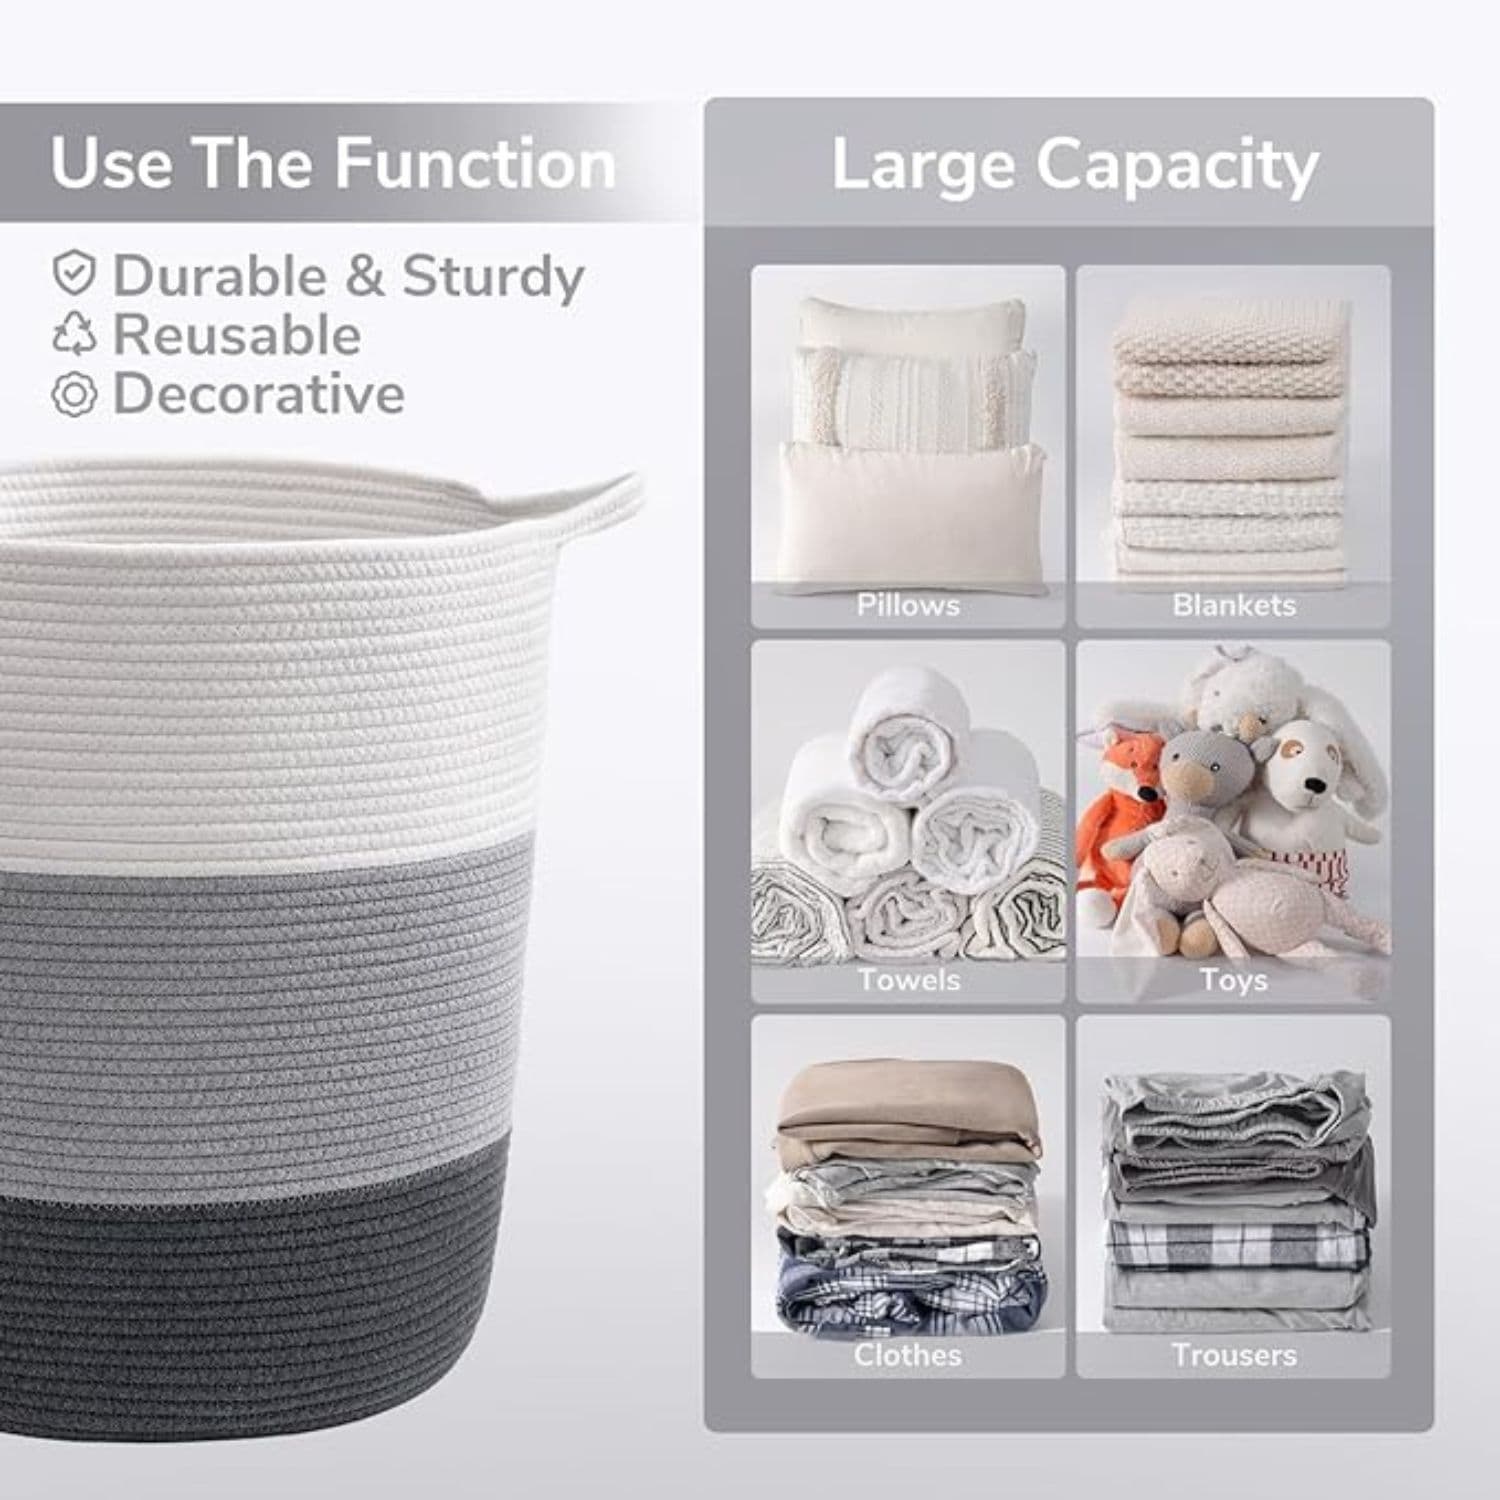 Use The Function
Durable & Sturdy
Reusable
Decorative
Large Capacity
Pillows
Blankets
Towels
Toys
Clothes
Trousers